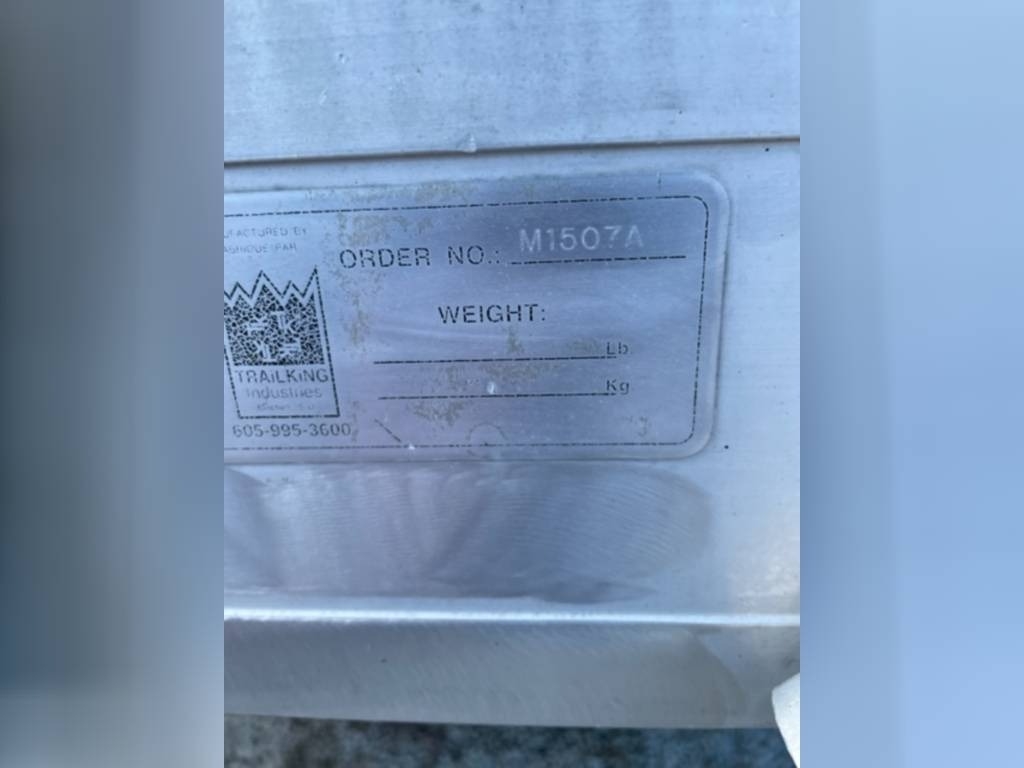 ORDER NO.: M1507A
WEIGHT:
Lb.
Kg
TRAILKING
Industries
605-995-3600